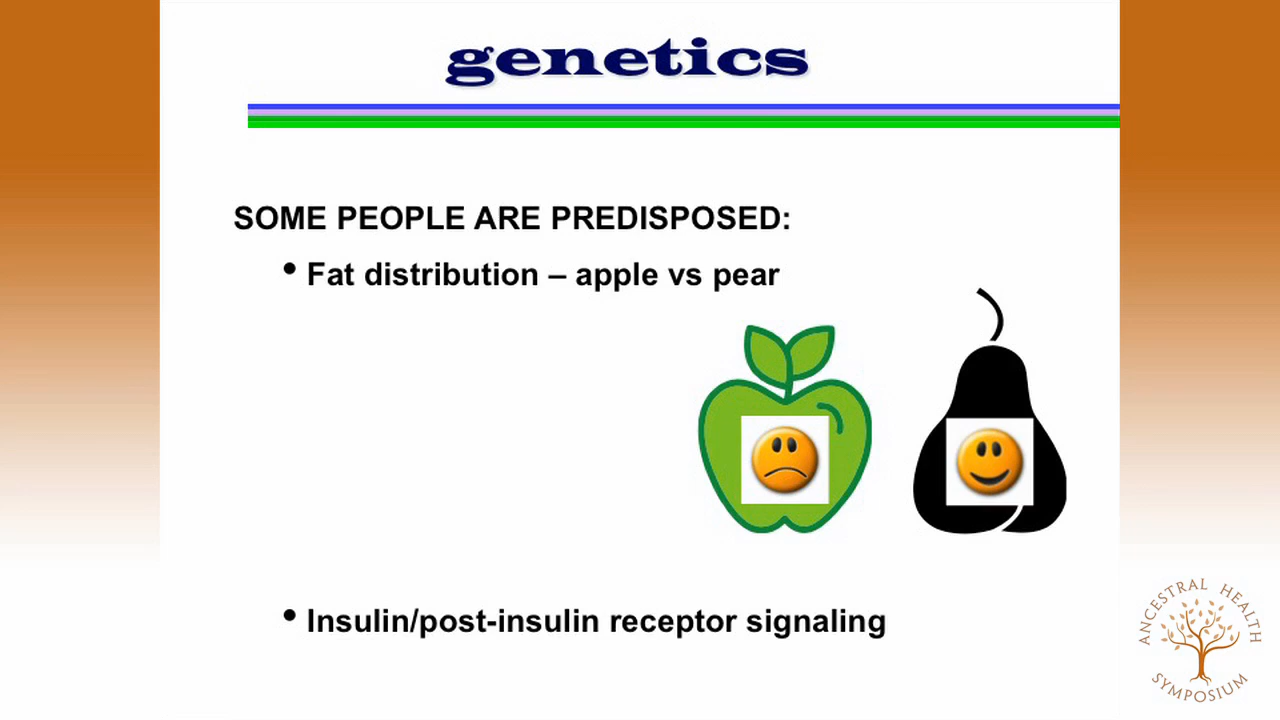 genetics
SOME PEOPLE ARE PREDISPOSED:
• Fat distribution – apple vs pear
• Insulin/post-insulin receptor signaling
ANCESTRAL HEALTH
SYMPOSIUM